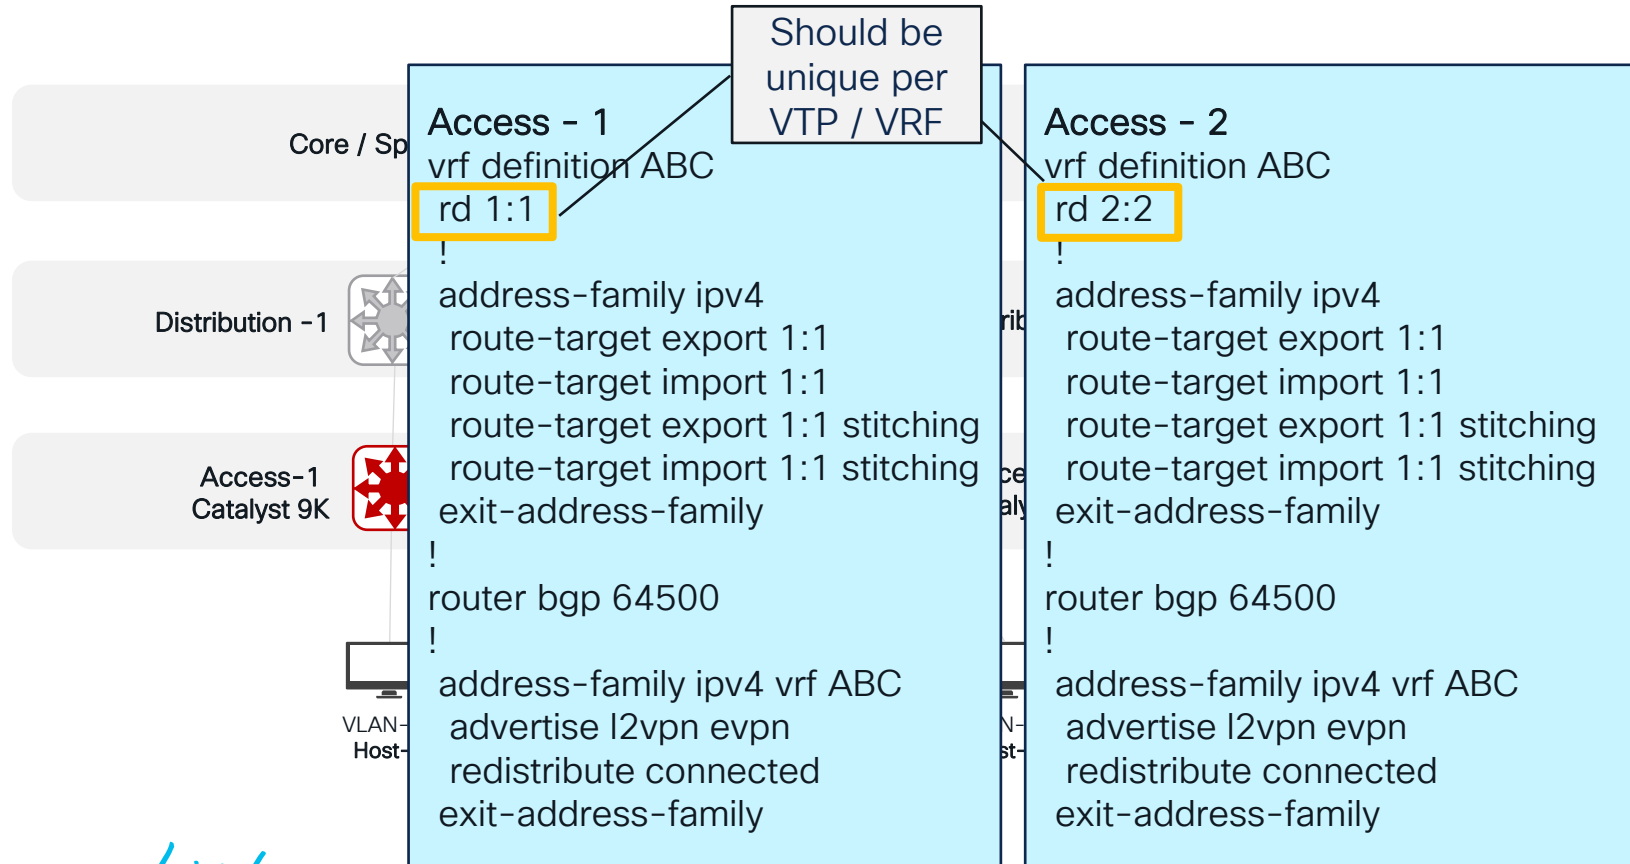 Should be
unique per
VTP / VRF
Core / Sp
Distribution -1
Access-1
Catalyst 9K
VLAN-
Host-
Access - 1
vrf definition ABC
rd 1:1
!
address-family ipv4
route-target export 1:1
route-target import 1:1
route-target export 1:1 stitching
route-target import 1:1 stitching
exit-address-family
!
router bgp 64500
!
address-family ipv4 vrf ABC
advertise l2vpn evpn
redistribute connected
exit-address-family
Access - 2
vrf definition ABC
rd 2:2
!
address-family ipv4
route-target export 1:1
route-target import 1:1
route-target export 1:1 stitching
route-target import 1:1 stitching
exit-address-family
!
router bgp 64500
!
address-family ipv4 vrf ABC
advertise l2vpn evpn
redistribute connected
exit-address-family